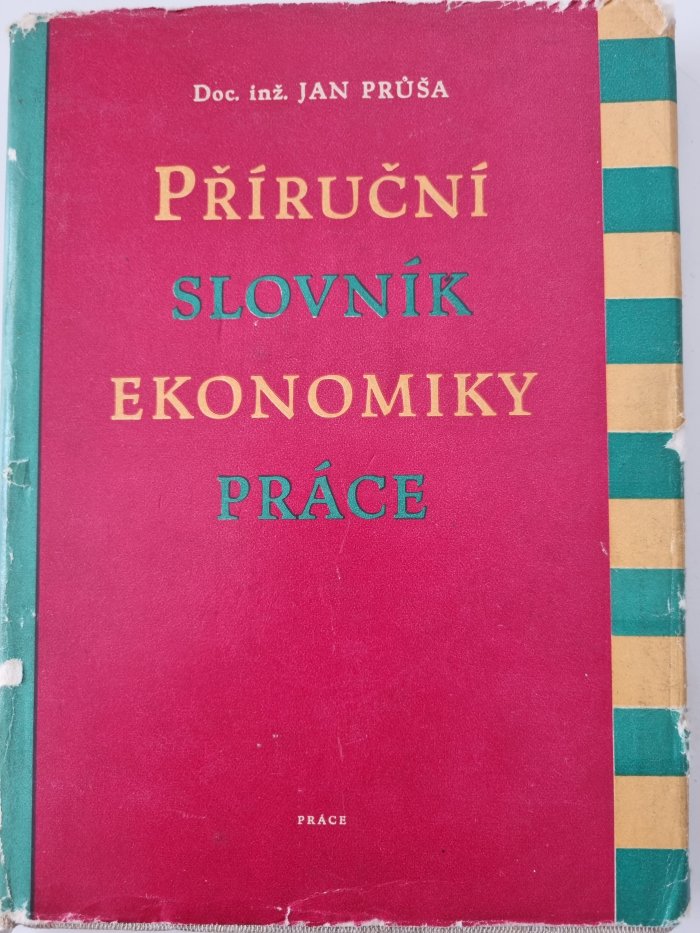 Doc. inž. JAN PRŮŠA
PŘÍRUČNÍ
SLOVNÍK
EKONOMIKY
PRÁCE
PRÁCE